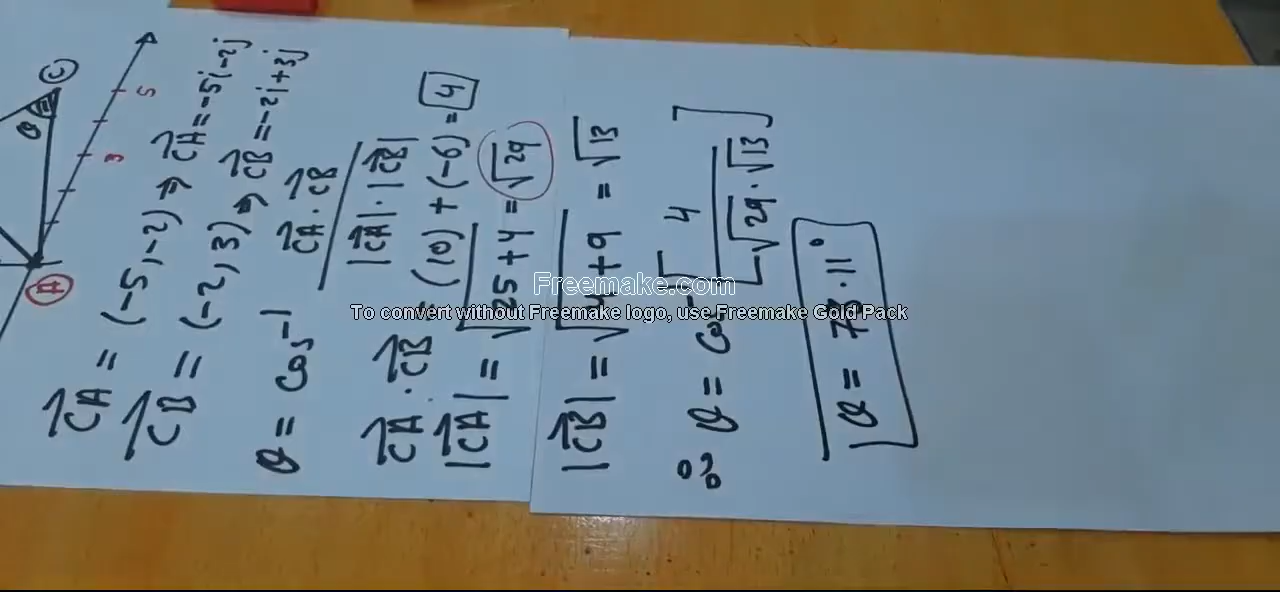 C
θ
A
3
5
CA = (-5, -2) ⇒ CA = -5i -2j
CB = (-2, 3) ⇒ CB = -2i + 3j
θ = cos⁻¹ CA · CB / |CA| · |CB|
CA · CB = (10) + (-6) = 4
|CA| = √25 + 4 = √29
|CB| = √4 + 9 = √13
∴ θ = cos⁻¹ [4 / √29 · √13]
θ = 78.11°
Freemake.com
To convert without Freemake logo, use Freemake Gold Pack